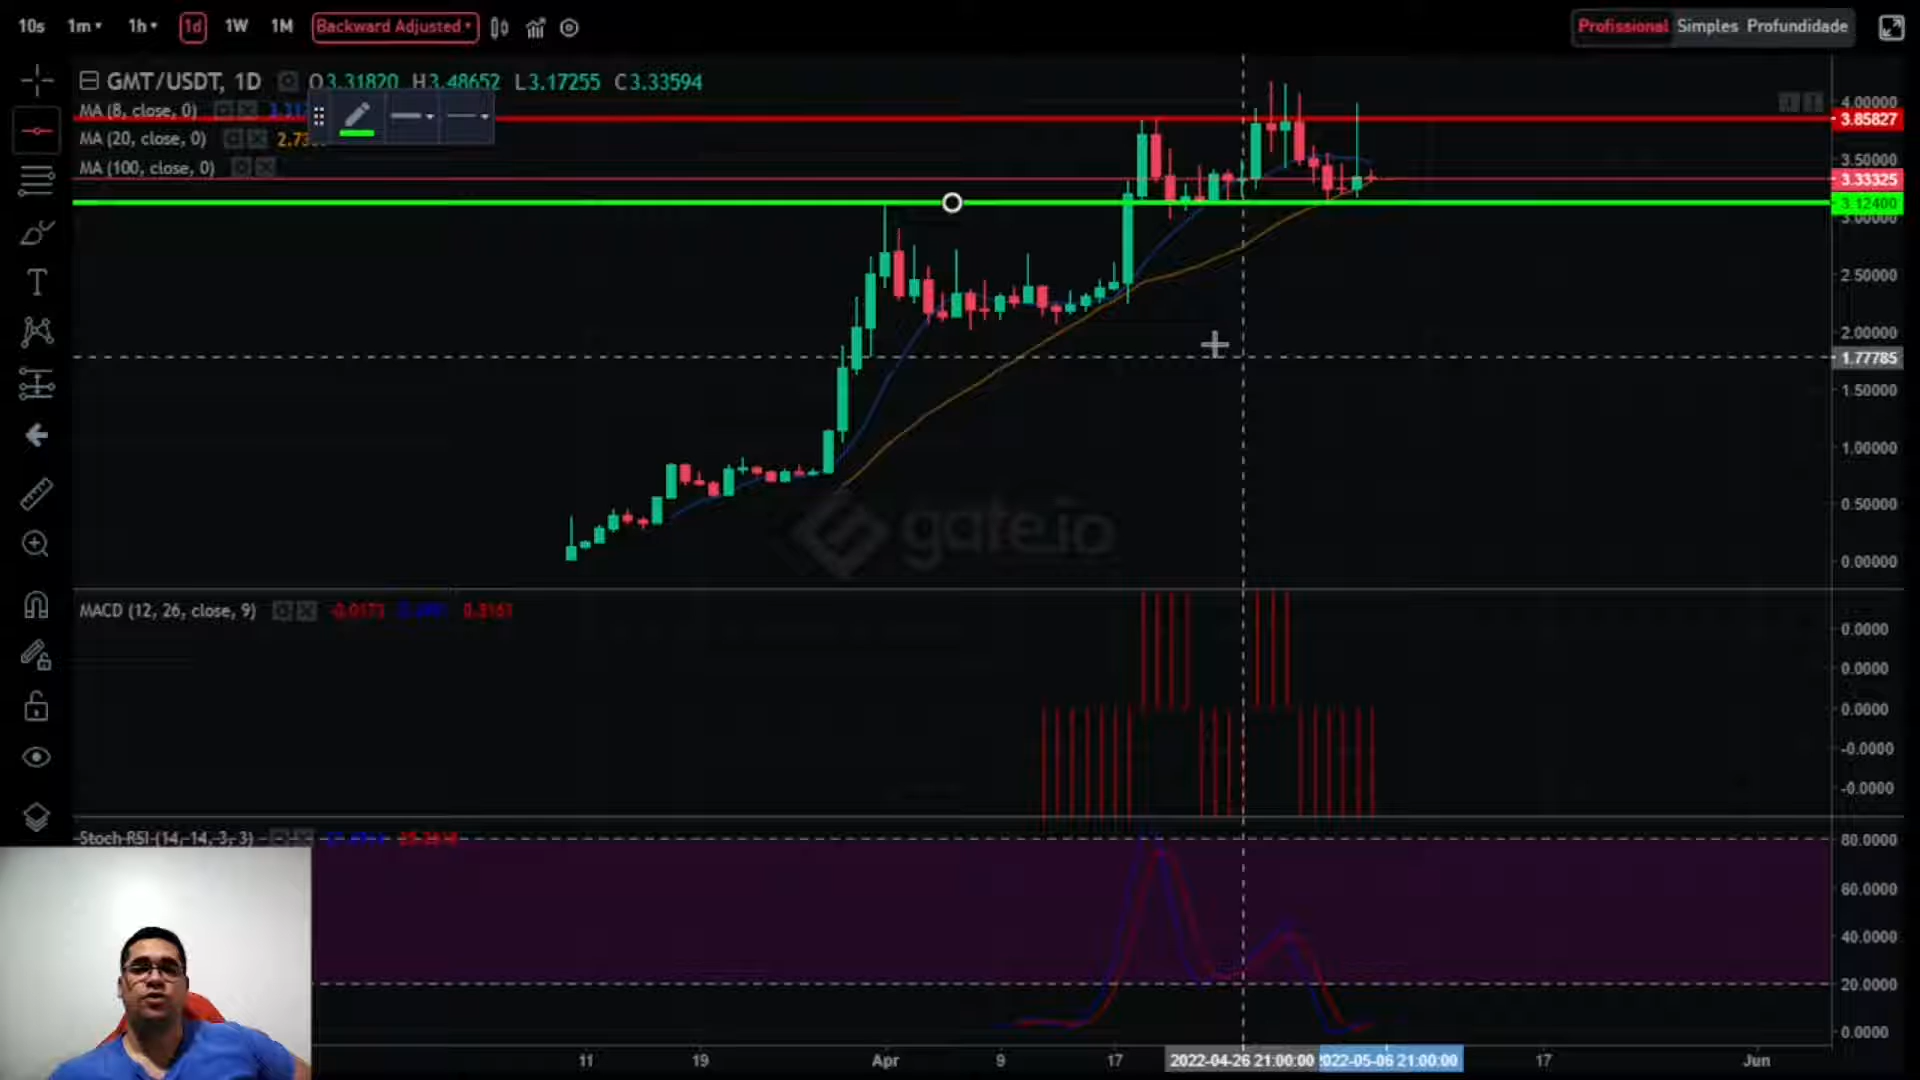 10s 1m 1h 1d 1W 1M Backward Adjusted Profissional Simples Profundidade
GMT/USDT, 1D O3.31820 H3.48652 L3.17255 C3.33594
MA (8, close, 0)
MA (20, close, 0)
MA (100, close, 0)
4.00000
3.85827
3.50000
3.33325
3.12400
3.00000
2.50000
2.00000
1.77785
1.50000
1.00000
0.50000
0.00000
gate.io
MACD (12, 26, close, 9) -0.0171 0.3161
0.0000
0.0000
0.0000
-0.0000
-0.0000
Stoch RSI (14, 14, 3, 3)
80.0000
60.0000
40.0000
20.0000
0.0000
11 19 Apr 9 17 2022-04-26 21:00:00 2022-05-06 21:00:00 17 Jun